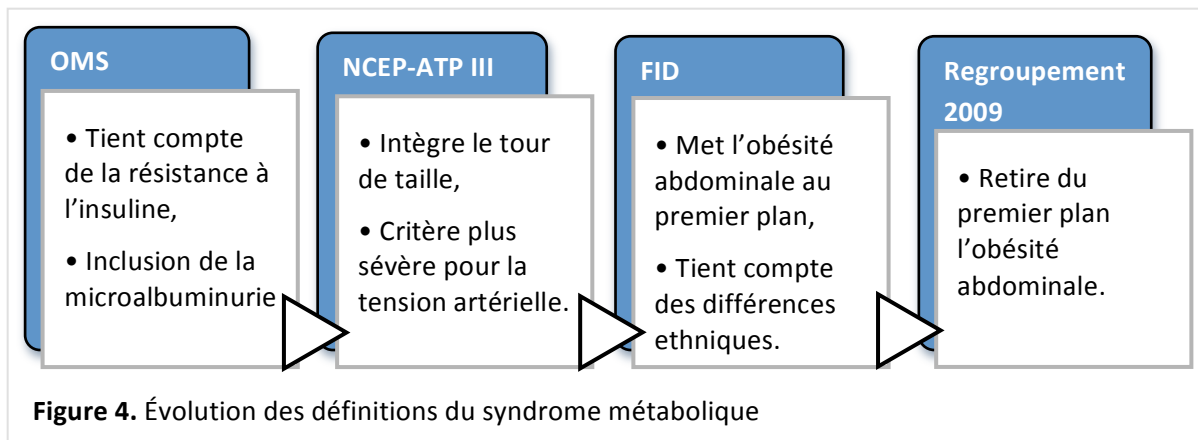 OMS
• Tient compte
de la résistance à
l’insuline,
• Inclusion de la
microalbuminurie
NCEP-ATP III
• Intègre le tour
de taille,
• Critère plus
sévère pour la
tension artérielle.
FID
• Met l’obésité
abdominale au
premier plan,
• Tient compte
des différences
ethniques.
Regroupement
2009
• Retire du
premier plan
l’obésité
abdominale.
Figure 4. Évolution des définitions du syndrome métabolique